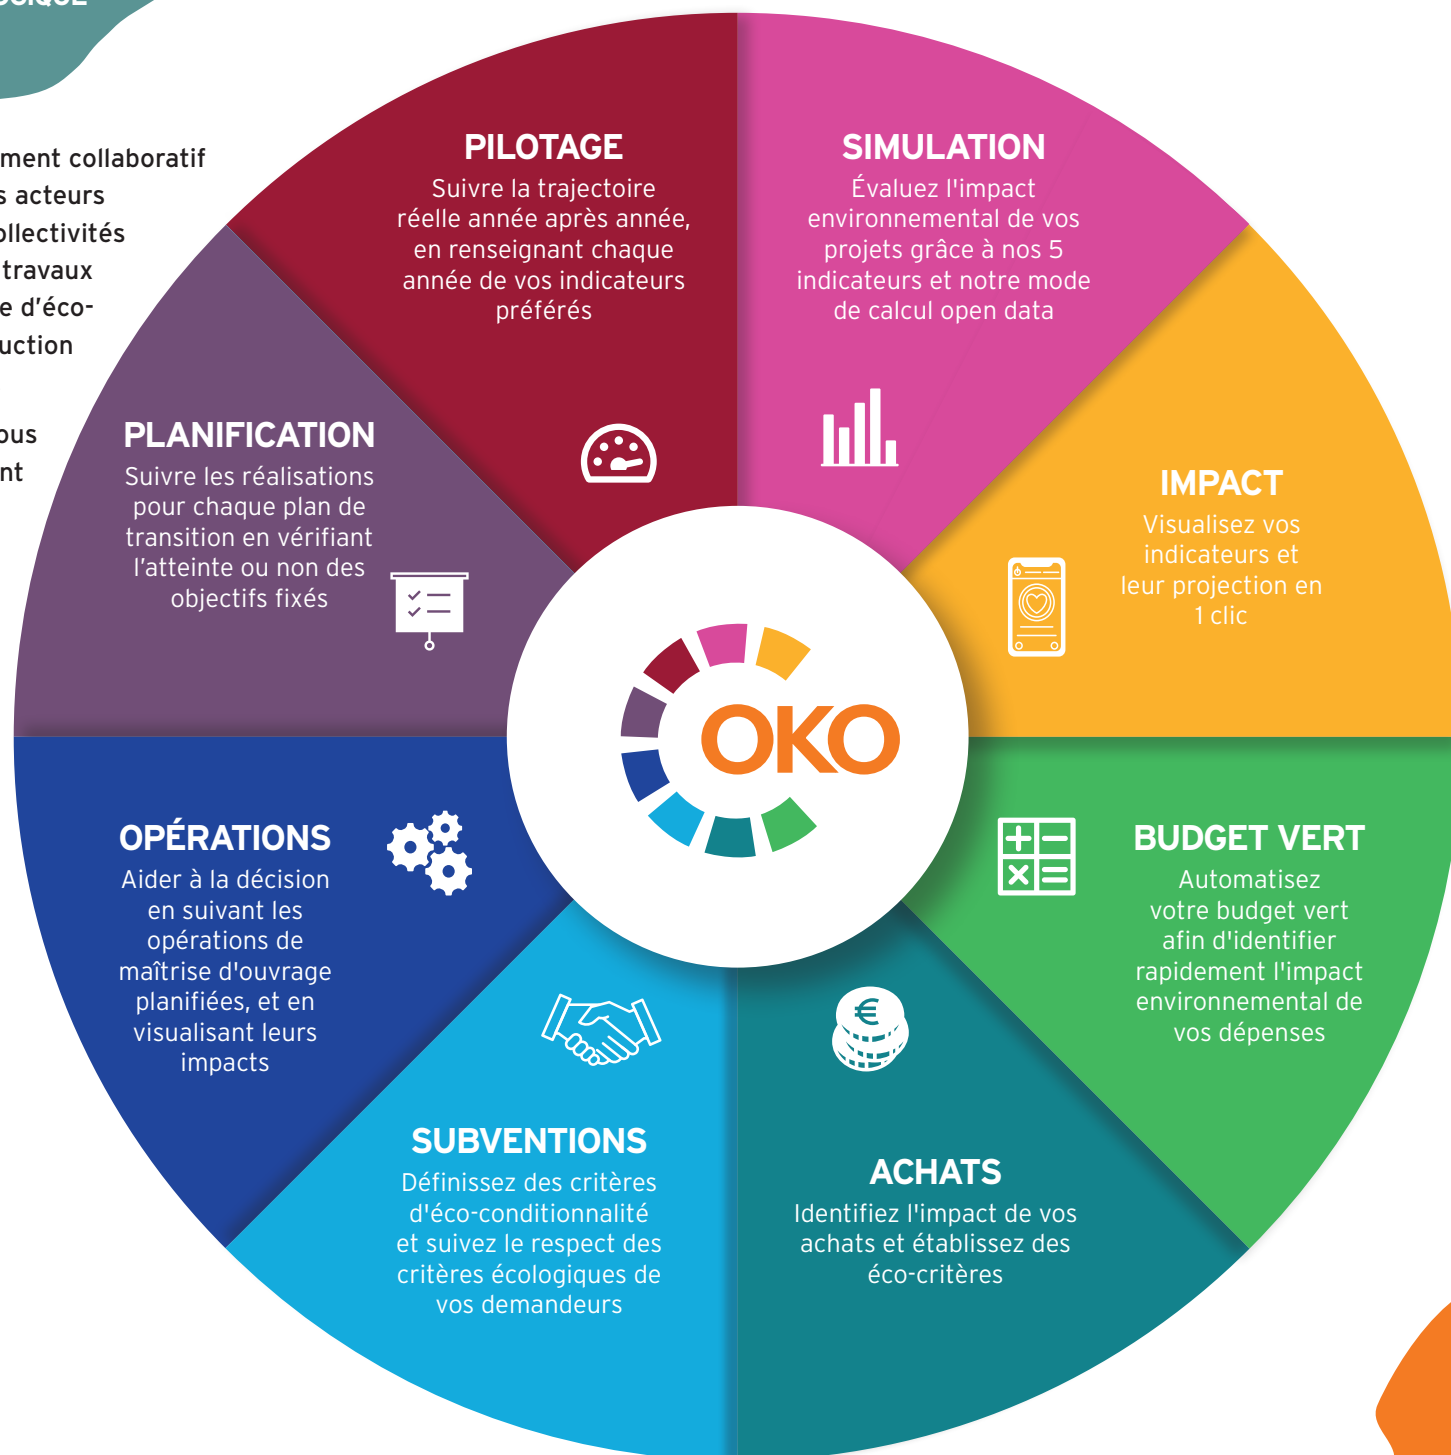 ment collaboratif
acteurs
travaux
d'éco-
PILOTAGE
Suivre la trajectoire
réelle année après année,
en renseignant chaque
année de vos indicateurs
préférés
SIMULATION
Évaluez l'impact
environnemental de vos
projets grâce à nos 5
indicateurs et notre mode
de calcul open data
IMPACT
Visualisez vos
indicateurs et
leur projection en
1 clic
BUDGET VERT
Automatisez
votre budget vert
afin d'identifier
rapidement l'impact
environnemental de
vos dépenses
ACHATS
Identifiez l'impact de vos
achats et établissez des
éco-critères
SUBVENTIONS
Définissez des critères
d'éco-conditionnalité
et suivez le respect des
critères écologiques de
vos demandeurs
OPÉRATIONS
Aider à la décision
en suivant les
opérations de
maîtrise d'ouvrage
planifiées, et en
visualisant leurs
impacts
PLANIFICATION
Suivre les réalisations
pour chaque plan de
transition en vérifiant
l'atteinte ou non des
objectifs fixés
OKO